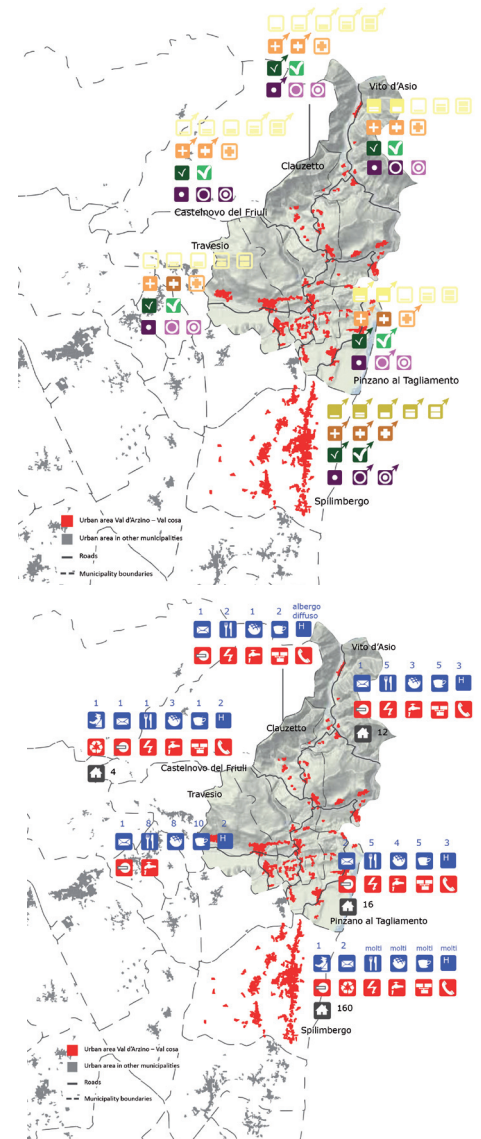 Vito d'Asio
Clauzetto
Castelnovo del Friuli
Travesio
Pinzano al Tagliamento
Spilimbergo
Urban area Val d'Arzino – Val cosa
Urban area in other municipalities
Roads
Municipality boundaries
1 2 1 2 albergo
diffuso
H
Vito d'Asio
1 5 3 5 3
H
12
Clauzetto
1 1 1 3 1 2
H
4
Castelnovo del Friuli
Travesio
1 8 8 10 2
H
2 5 4 5 3
H
16
Pinzano al Tagliamento
1 2 molti molti molti molti
H
160
Spilimbergo
Urban area Val d'Arzino – Val cosa
Urban area in other municipalities
Roads
Municipality boundaries